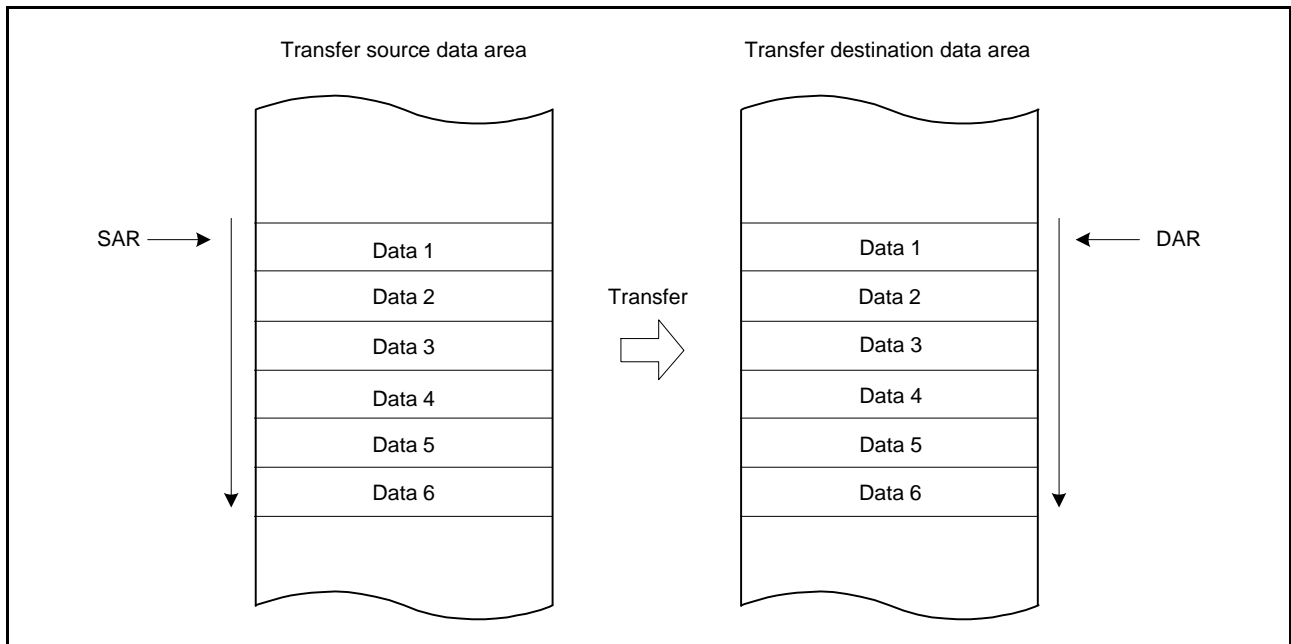 Transfer source data area
Transfer destination data area
SAR
Data 1
Data 2
Data 3
Data 4
Data 5
Data 6
Transfer
Data 1
Data 2
Data 3
Data 4
Data 5
Data 6
DAR